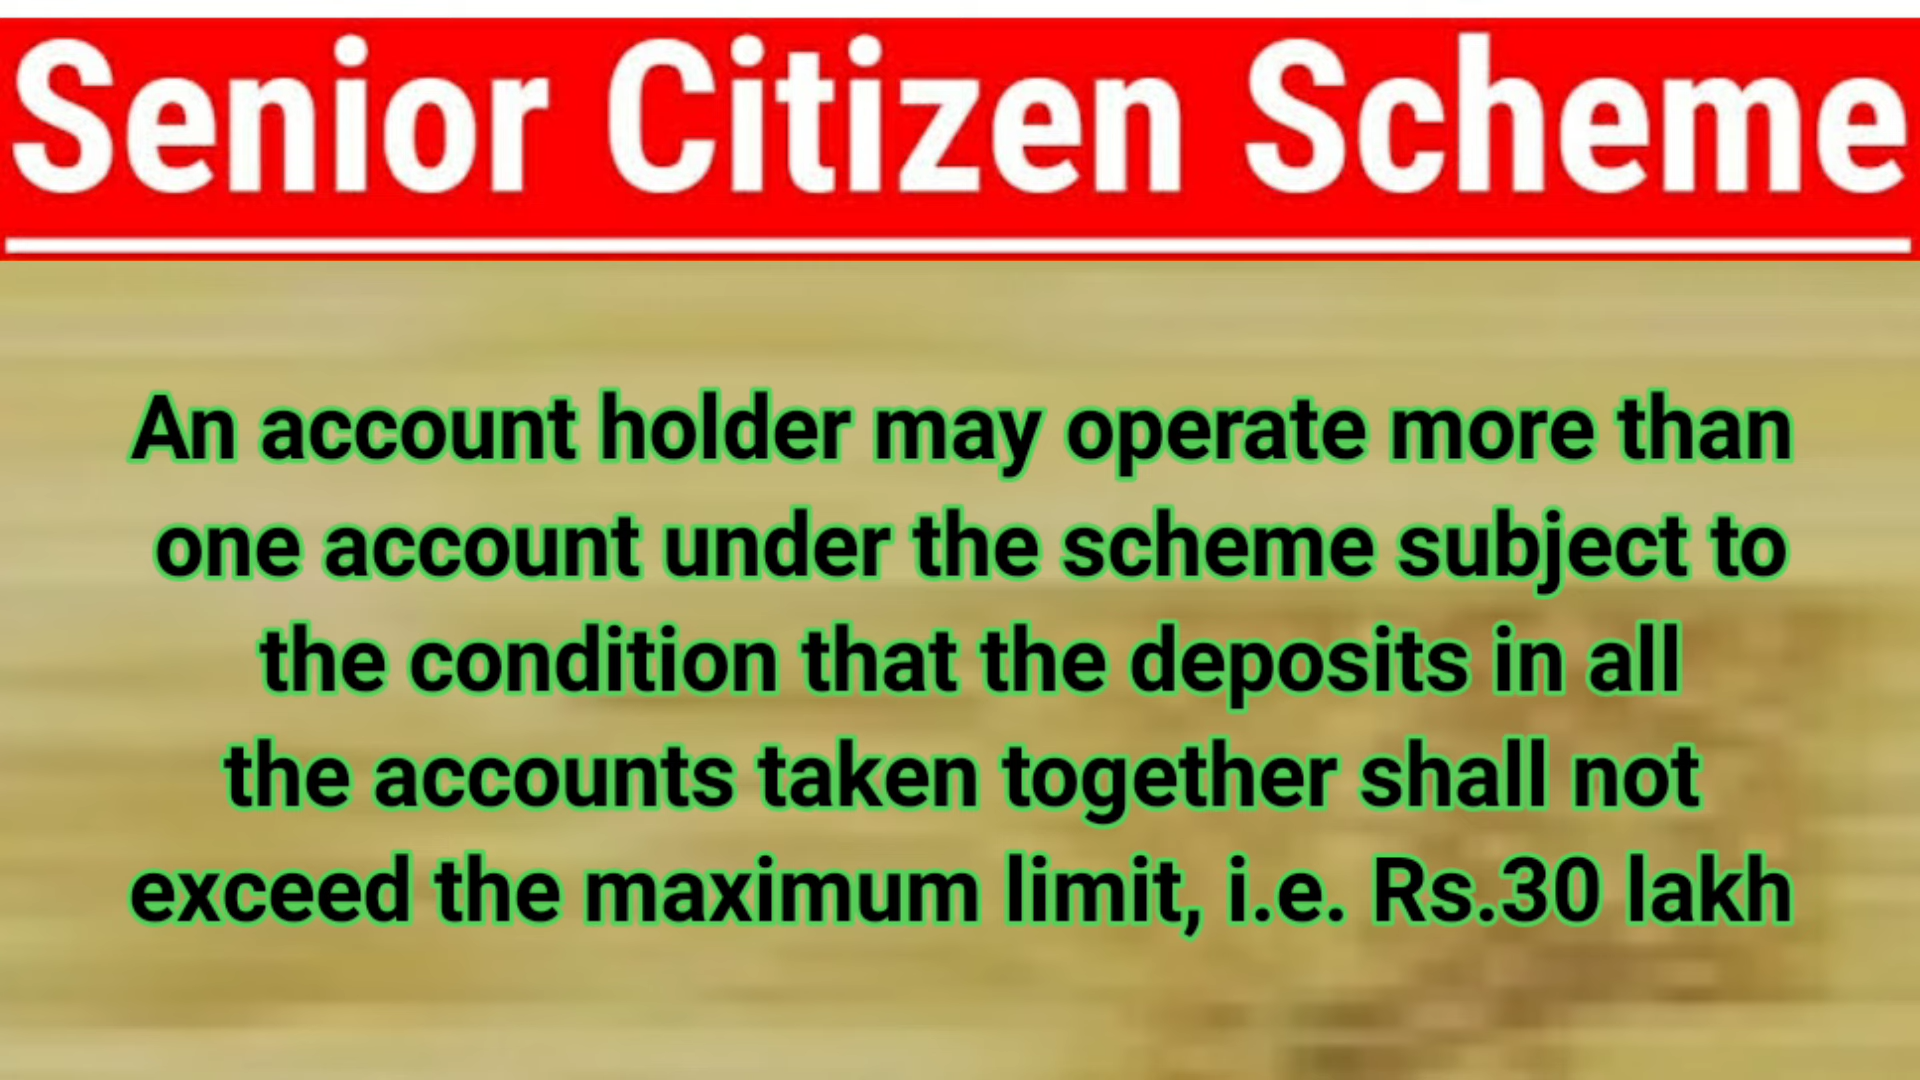 Senior Citizen Scheme
An account holder may operate more than
one account under the scheme subject to
the condition that the deposits in all
the accounts taken together shall not
exceed the maximum limit, i.e. Rs.30 lakh